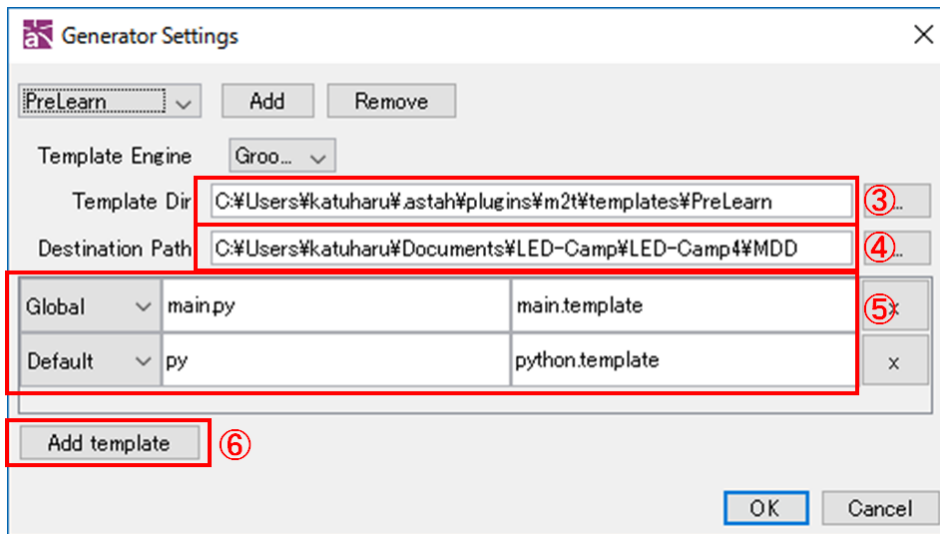 Generator Settings
PreLearn Add Remove
Template Engine Groo...
Template Dir C:¥Users¥katuharu¥.astah¥plugins¥m2t¥templates¥PreLearn ③ ...
Destination Path C:¥Users¥katuharu¥Documents¥LED-Camp¥LED-Camp4¥MDD ④ ...
Global main.py main.template ⑤ x
Default py python.template x
Add template ⑥
OK Cancel